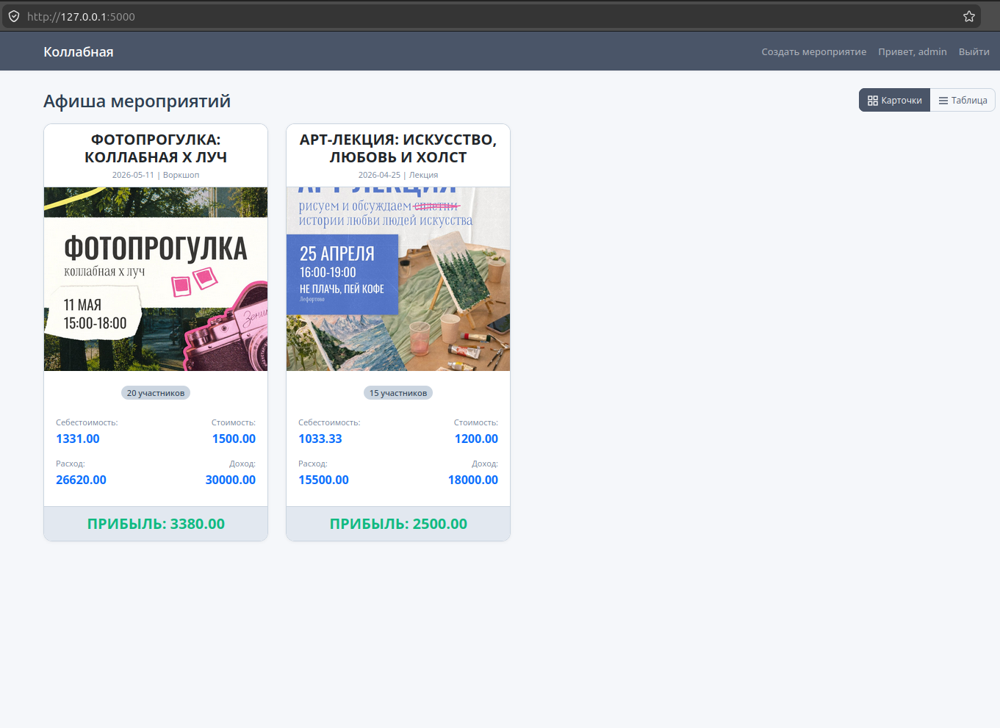 http://127.0.0.1:5000
Коллабная
Создать мероприятие Привет, admin Выйти
Афиша мероприятий
Карточки Таблица
ФОТОПРОГУЛКА:
КОЛЛАБНАЯ X ЛУЧ
2026-05-11 | Воркшоп
ФОТОПРОГУЛКА
коллабная х луч
11 МАЯ
15:00-18:00
Зенит
20 участников
Себестоимость: Стоимость:
1331.00 1500.00
Расход: Доход:
26620.00 30000.00
ПРИБЫЛЬ: 3380.00
АРТ-ЛЕКЦИЯ: ИСКУССТВО,
ЛЮБОВЬ И ХОЛСТ
2026-04-25 | Лекция
АРТ-ЛЕКЦИЯ
рисуем и обсуждаем сплетни
истории любви людей искусства
25 АПРЕЛЯ
16:00-19:00
НЕ ПЛАЧЬ, ПЕЙ КОФЕ
Лефортово
15 участников
Себестоимость: Стоимость:
1033.33 1200.00
Расход: Доход:
15500.00 18000.00
ПРИБЫЛЬ: 2500.00